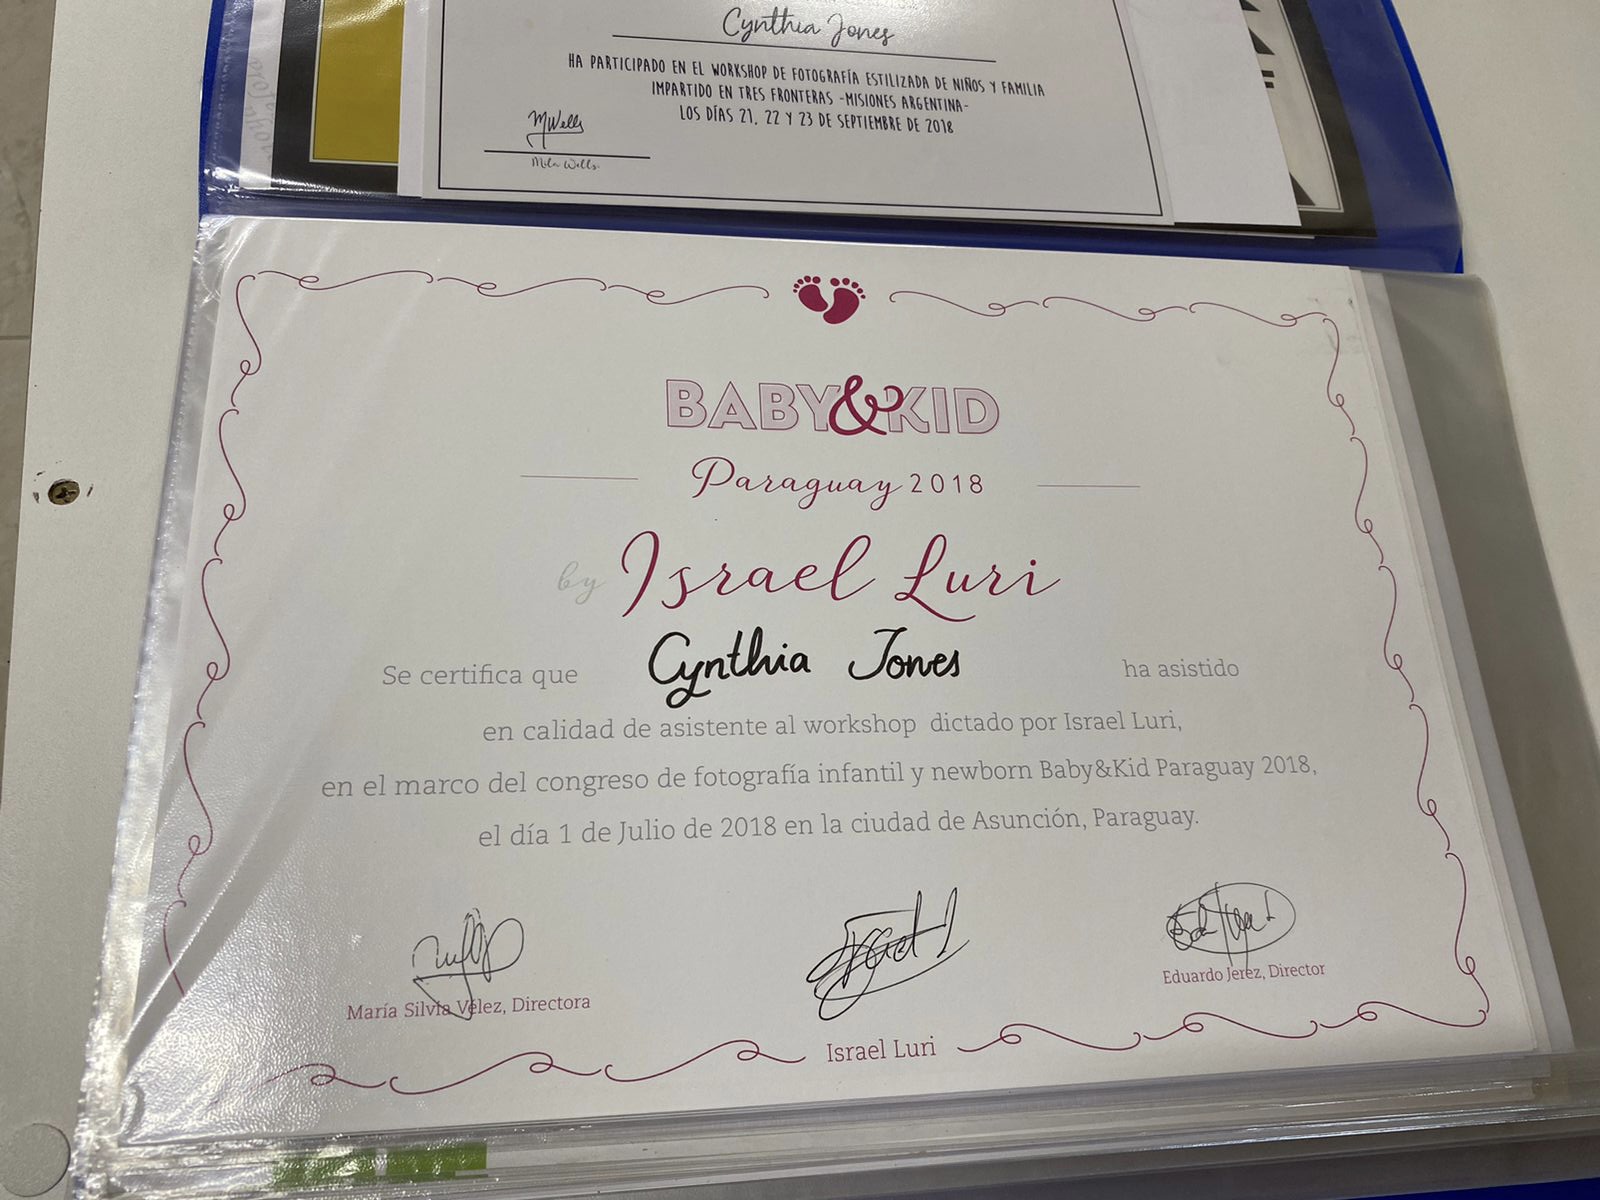 Cynthia Jones
HA PARTICIPADO EN EL WORKSHOP DE FOTOGRAFÍA ESTILIZADA DE NIÑOS Y FAMILIA
IMPARTIDO EN TRES FRONTERAS -MISIONES ARGENTINA-
LOS DÍAS 21, 22 Y 23 DE SEPTIEMBRE DE 2018
MWells
Mila Wells
BABY&KID
Paraguay 2018
by Israel Luri
Se certifica que Cynthia Jones ha asistido
en calidad de asistente al workshop dictado por Israel Luri,
en el marco del congreso de fotografía infantil y newborn Baby&Kid Paraguay 2018,
el día 1 de Julio de 2018 en la ciudad de Asunción, Paraguay.
María Silvia Vélez, Directora
Israel Luri
Eduardo Jerez, Director